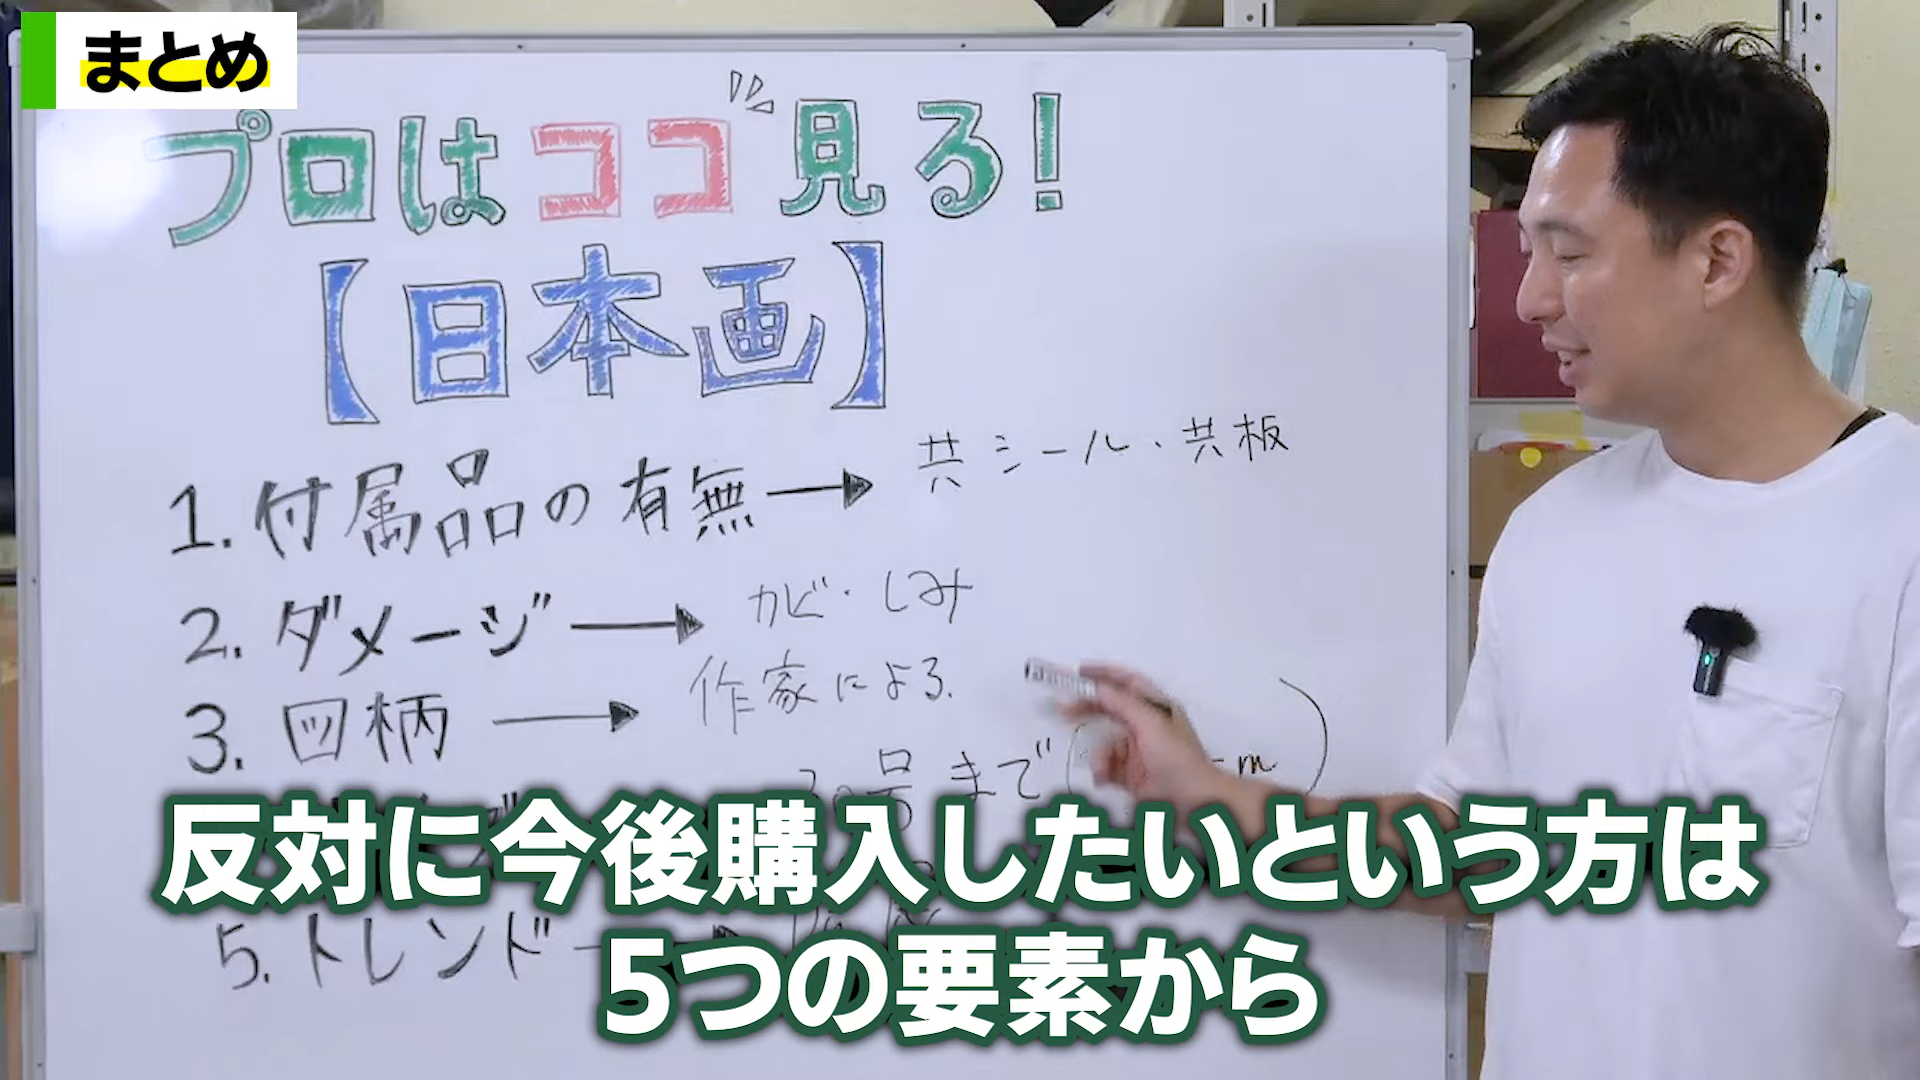 まとめ
プロはココ見る!
【日本画】
1. 付属品の有無 → 共シール・共板
2. ダメージ → カビ・しみ
3. 図柄 → 作家による.
号まで
反対に今後購入したいという方は
5. トレンド
5つの要素から